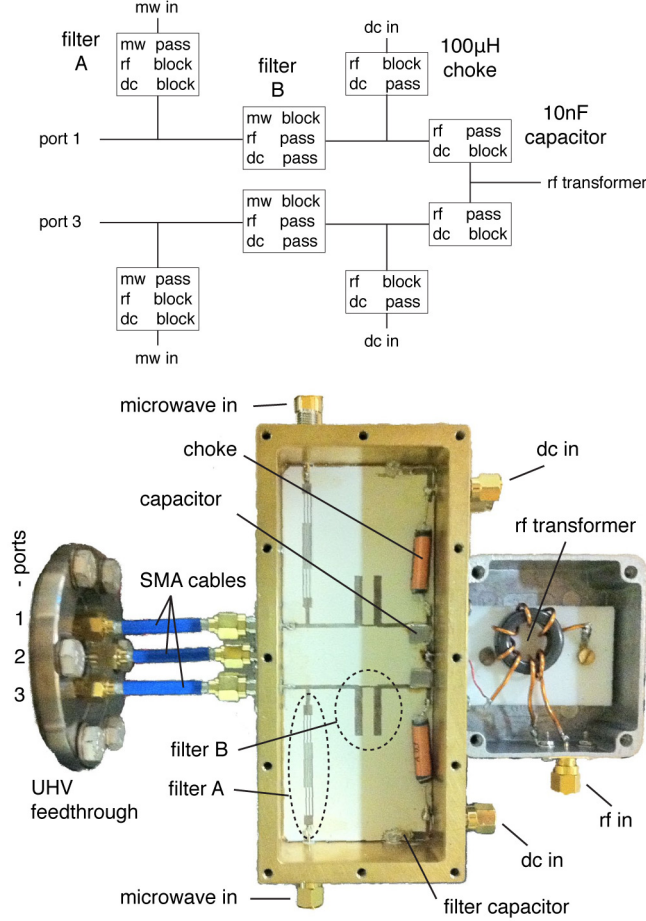 mw in
filter
A
mw pass
rf block
dc block
dc in
rf block
dc pass
100μH
choke
filter
B
mw block
rf pass
dc pass
10nF
capacitor
rf pass
dc block
port 1
rf transformer
port 3
mw block
rf pass
dc pass
rf pass
dc block
mw pass
rf block
dc block
rf block
dc pass
mw in
dc in
microwave in
choke
capacitor
dc in
rf transformer
- ports
SMA cables
1
2
3
filter B
filter A
UHV
feedthrough
rf in
dc in
microwave in
filter capacitor